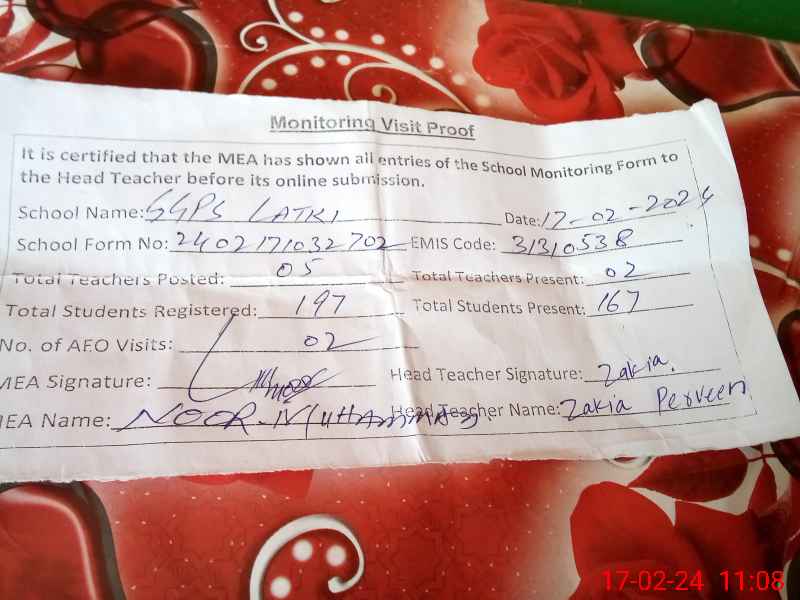 Monitoring Visit Proof
It is certified that the MEA has shown all entries of the School Monitoring Form to
the Head Teacher before its online submission.
School Name: GGPS LATKI Date: 17-02-2024
School Form No: 2402171032702 EMIS Code: 31310538
Total Teachers Posted: 05 Total Teachers Present: 02
Total Students Registered: 197 Total Students Present: 167
No. of AEO Visits: 02
MEA Signature: Head Teacher Signature: Zakia.
MEA Name: NOOR-MUHAMMAD. Head Teacher Name: Zakia Perveen
17-02-24 11:08